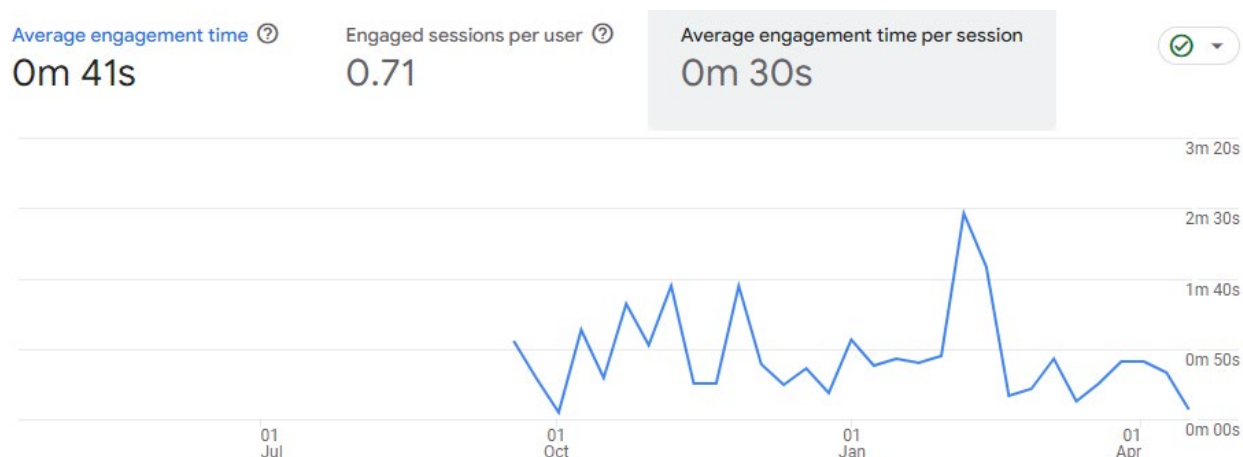 Average engagement time
0m 41s
Engaged sessions per user
0.71
Average engagement time per session
0m 30s
3m 20s
2m 30s
1m 40s
0m 50s
0m 00s
01
Jul
01
Oct
01
Jan
01
Apr